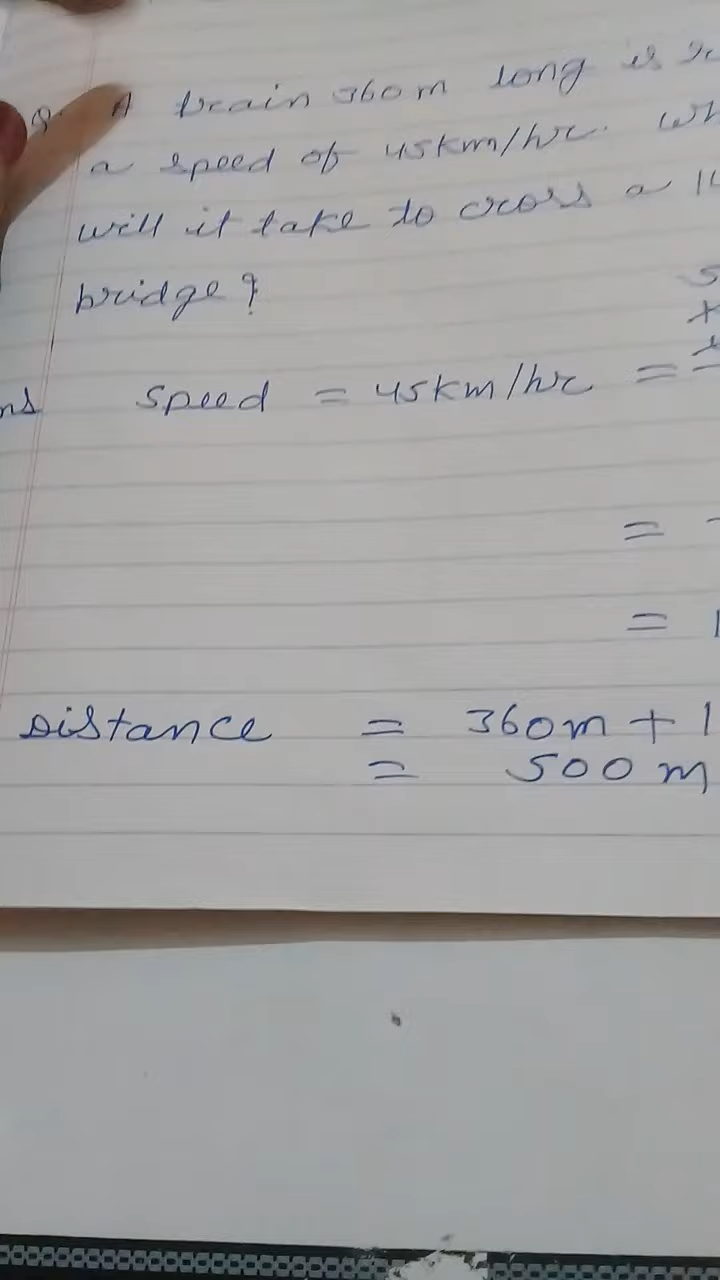 Q. A train 360m long is
a speed of 45km/hr.
will it take to cross a
bridge?
Ans Speed = 45km/hr =
=
=
Distance = 360m + 1
= 500 m